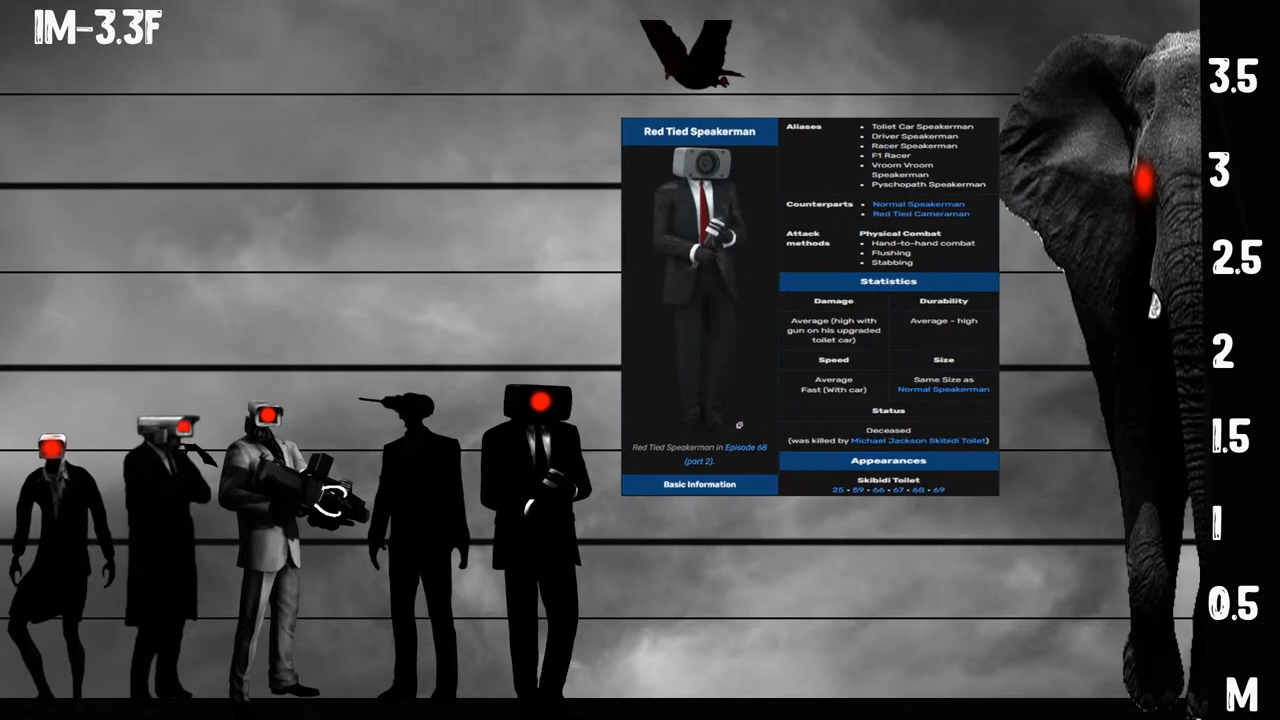 1M-3.3F
3.5
3
2.5
2
1.5
1
0.5
M
Red Tied Speakerman
Red Tied Speakerman in Episode 68
(part 2).
Basic Information
Aliases
• Toliet Car Speakerman
• Driver Speakerman
• Racer Speakerman
• F1 Racer
• Vroom Vroom
Speakerman
• Pyschopath Speakerman
Counterparts
• Normal Speakerman
• Red Tied Cameraman
Attack
methods
Physical Combat
• Hand-to-hand combat
• Flushing
• Stabbing
Statistics
Damage
Durability
Average (high with
gun on his upgraded
toilet car)
Average ~ high
Speed
Size
Average
Fast (With car)
Same Size as
Normal Speakerman
Status
Deceased
(was killed by Michael Jackson Skibidi Toilet)
Appearances
Skibidi Toilet
25 • 59 • 66 • 67 • 68 • 69